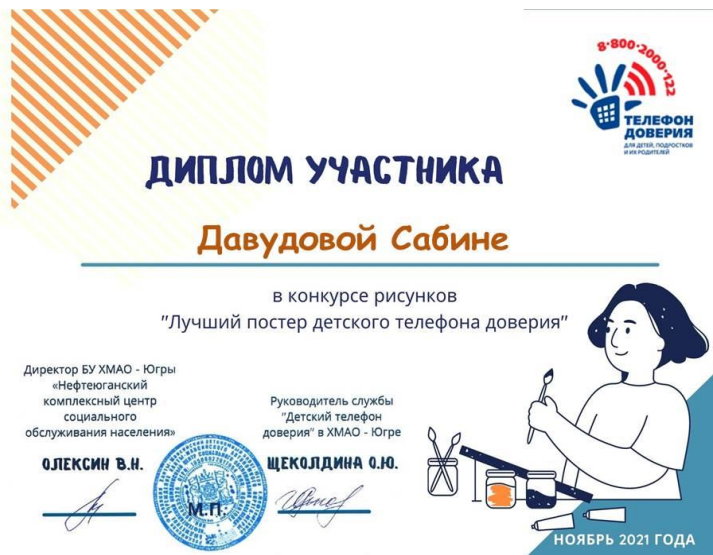 8-800-2000-122
ТЕЛЕФОН
ДОВЕРИЯ
ДЛЯ ДЕТЕЙ, ПОДРОСТКОВ
И ИХ РОДИТЕЛЕЙ
ДИПЛОМ УЧАСТНИКА
Давудовой Сабине
в конкурсе рисунков
"Лучший постер детского телефона доверия"
Директор БУ ХМАО - Югры
«Нефтеюганский
комплексный центр
социального
обслуживания населения»
ОЛЕКСИН В.Н.
М.П.
Руководитель службы
"Детский телефон
доверия" в ХМАО - Югре
ЩЕКОЛДИНА О.Ю.
НОЯБРЬ 2021 ГОДА